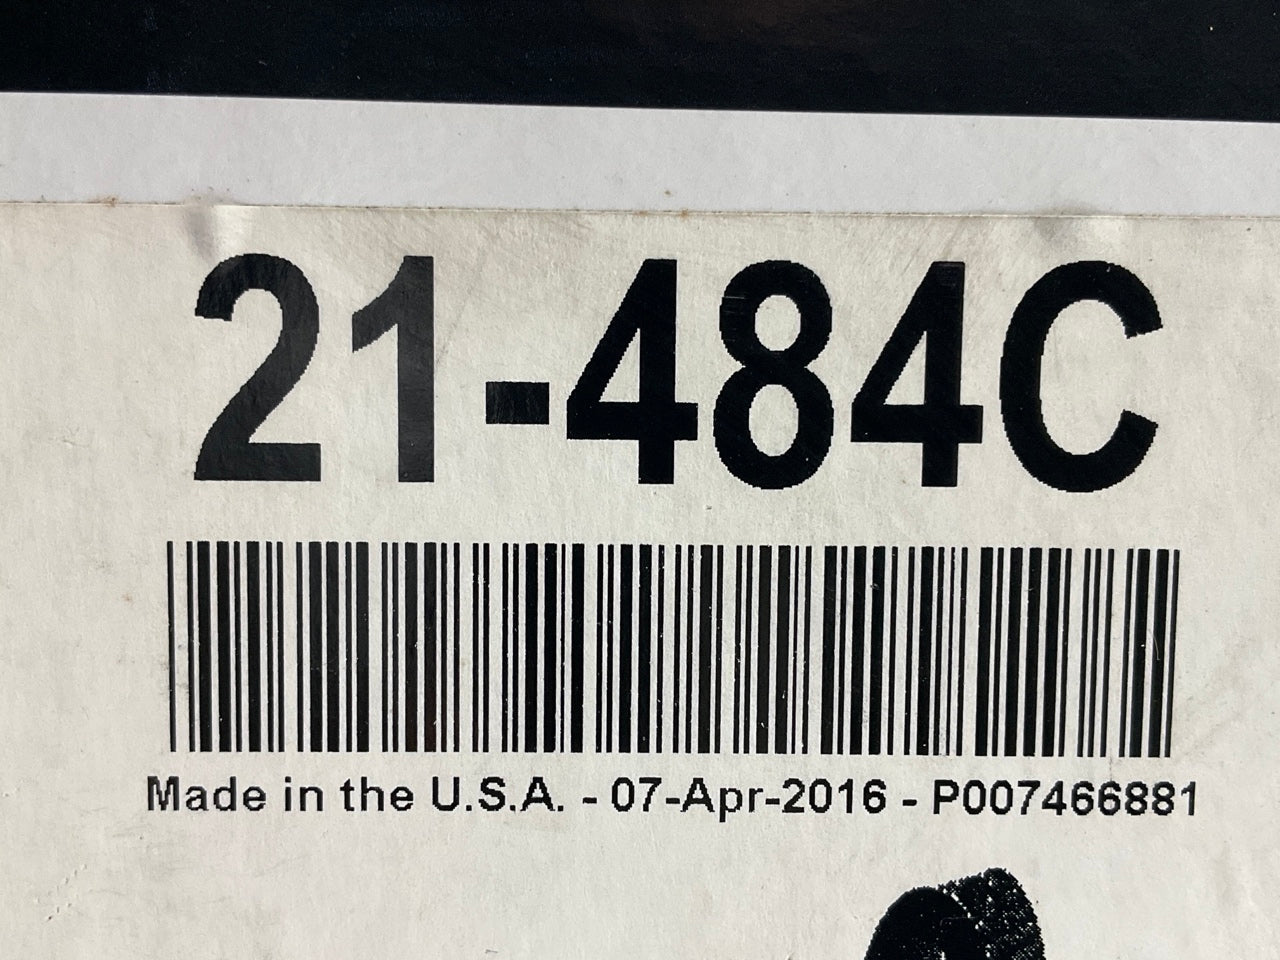 21-484C
Made in the U.S.A. - 07-Apr-2016 - P007466881